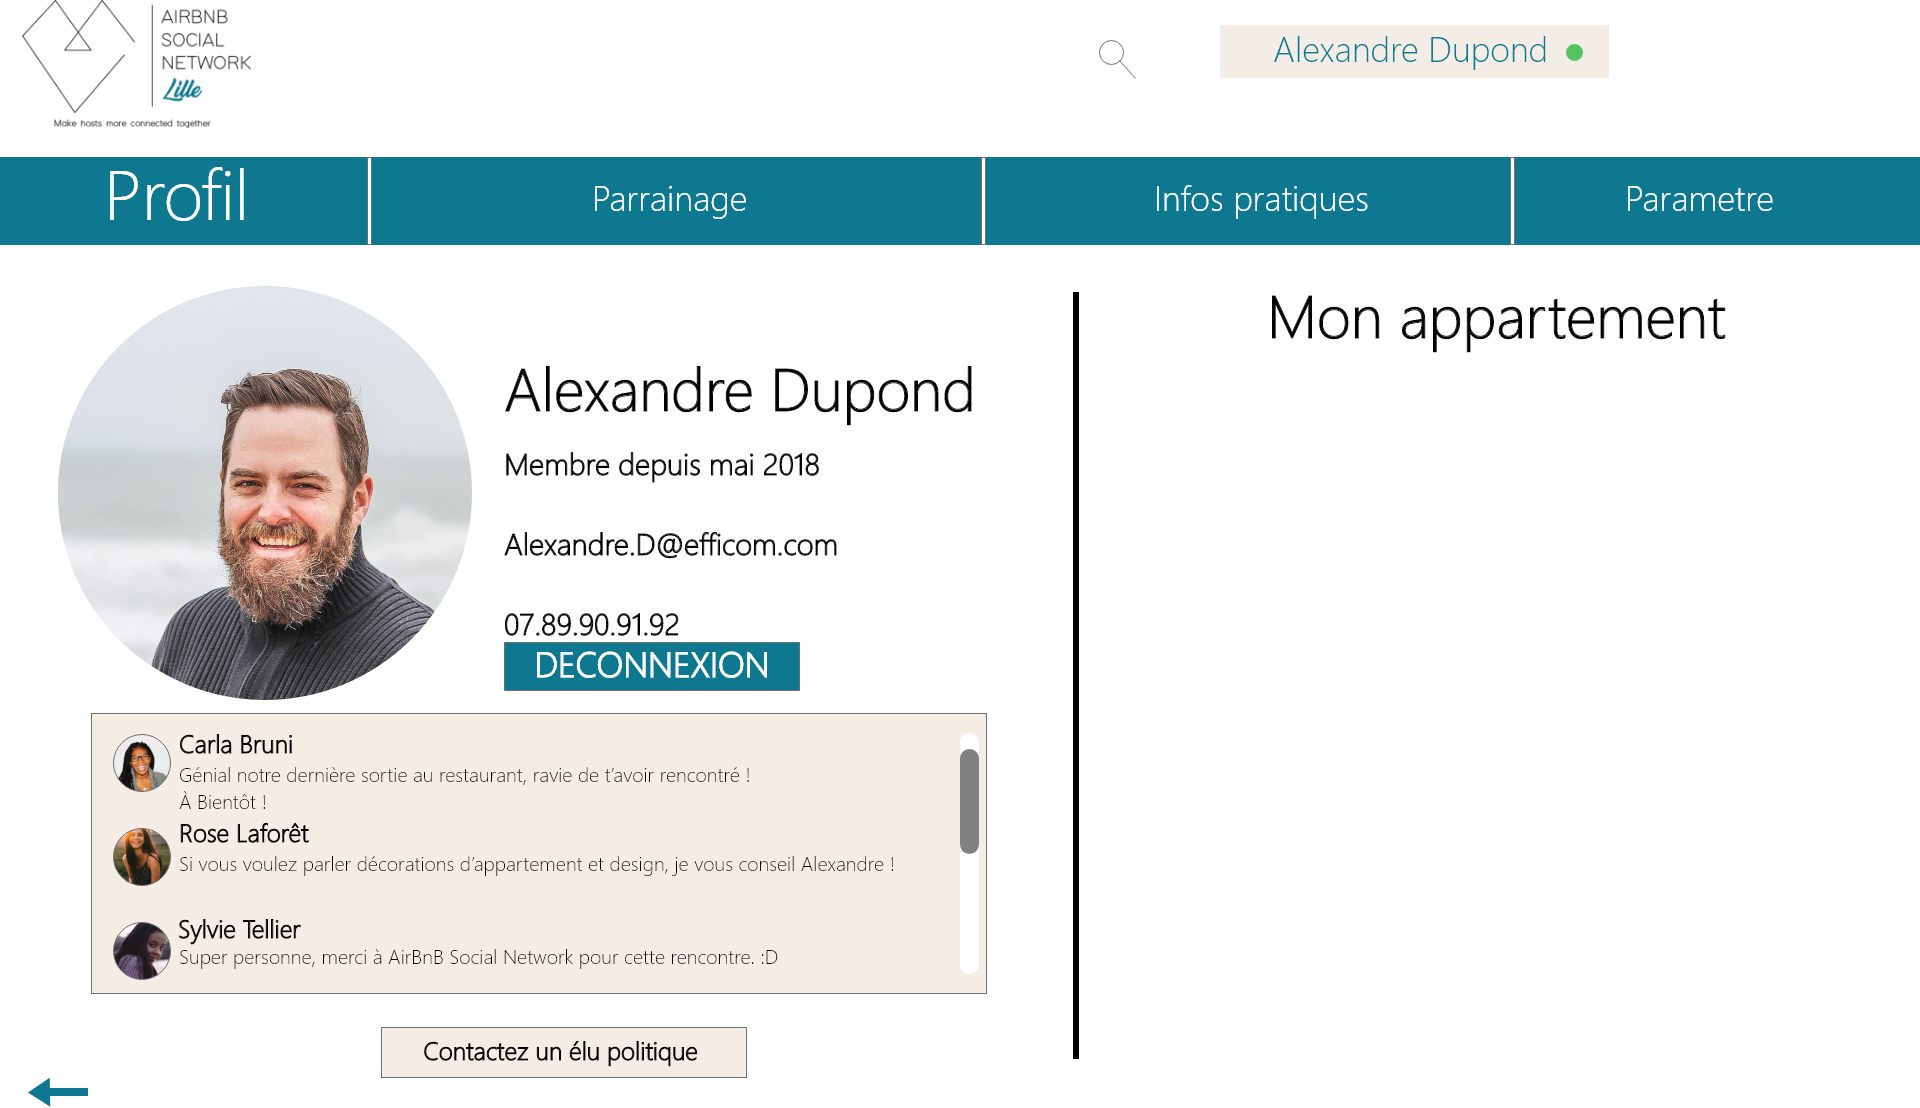 AIRBNB
SOCIAL
NETWORK
Lille
Make hosts more connected together
Alexandre Dupond
Profil
Parrainage
Infos pratiques
Parametre
Alexandre Dupond
Membre depuis mai 2018
Alexandre.D@efficom.com
07.89.90.91.92
DECONNEXION
Carla Bruni
Génial notre dernière sortie au restaurant, ravie de t’avoir rencontré !
À Bientôt !
Rose Laforêt
Si vous voulez parler décorations d’appartement et design, je vous conseil Alexandre !
Sylvie Tellier
Super personne, merci à AirBnB Social Network pour cette rencontre. :D
Contactez un élu politique
Mon appartement